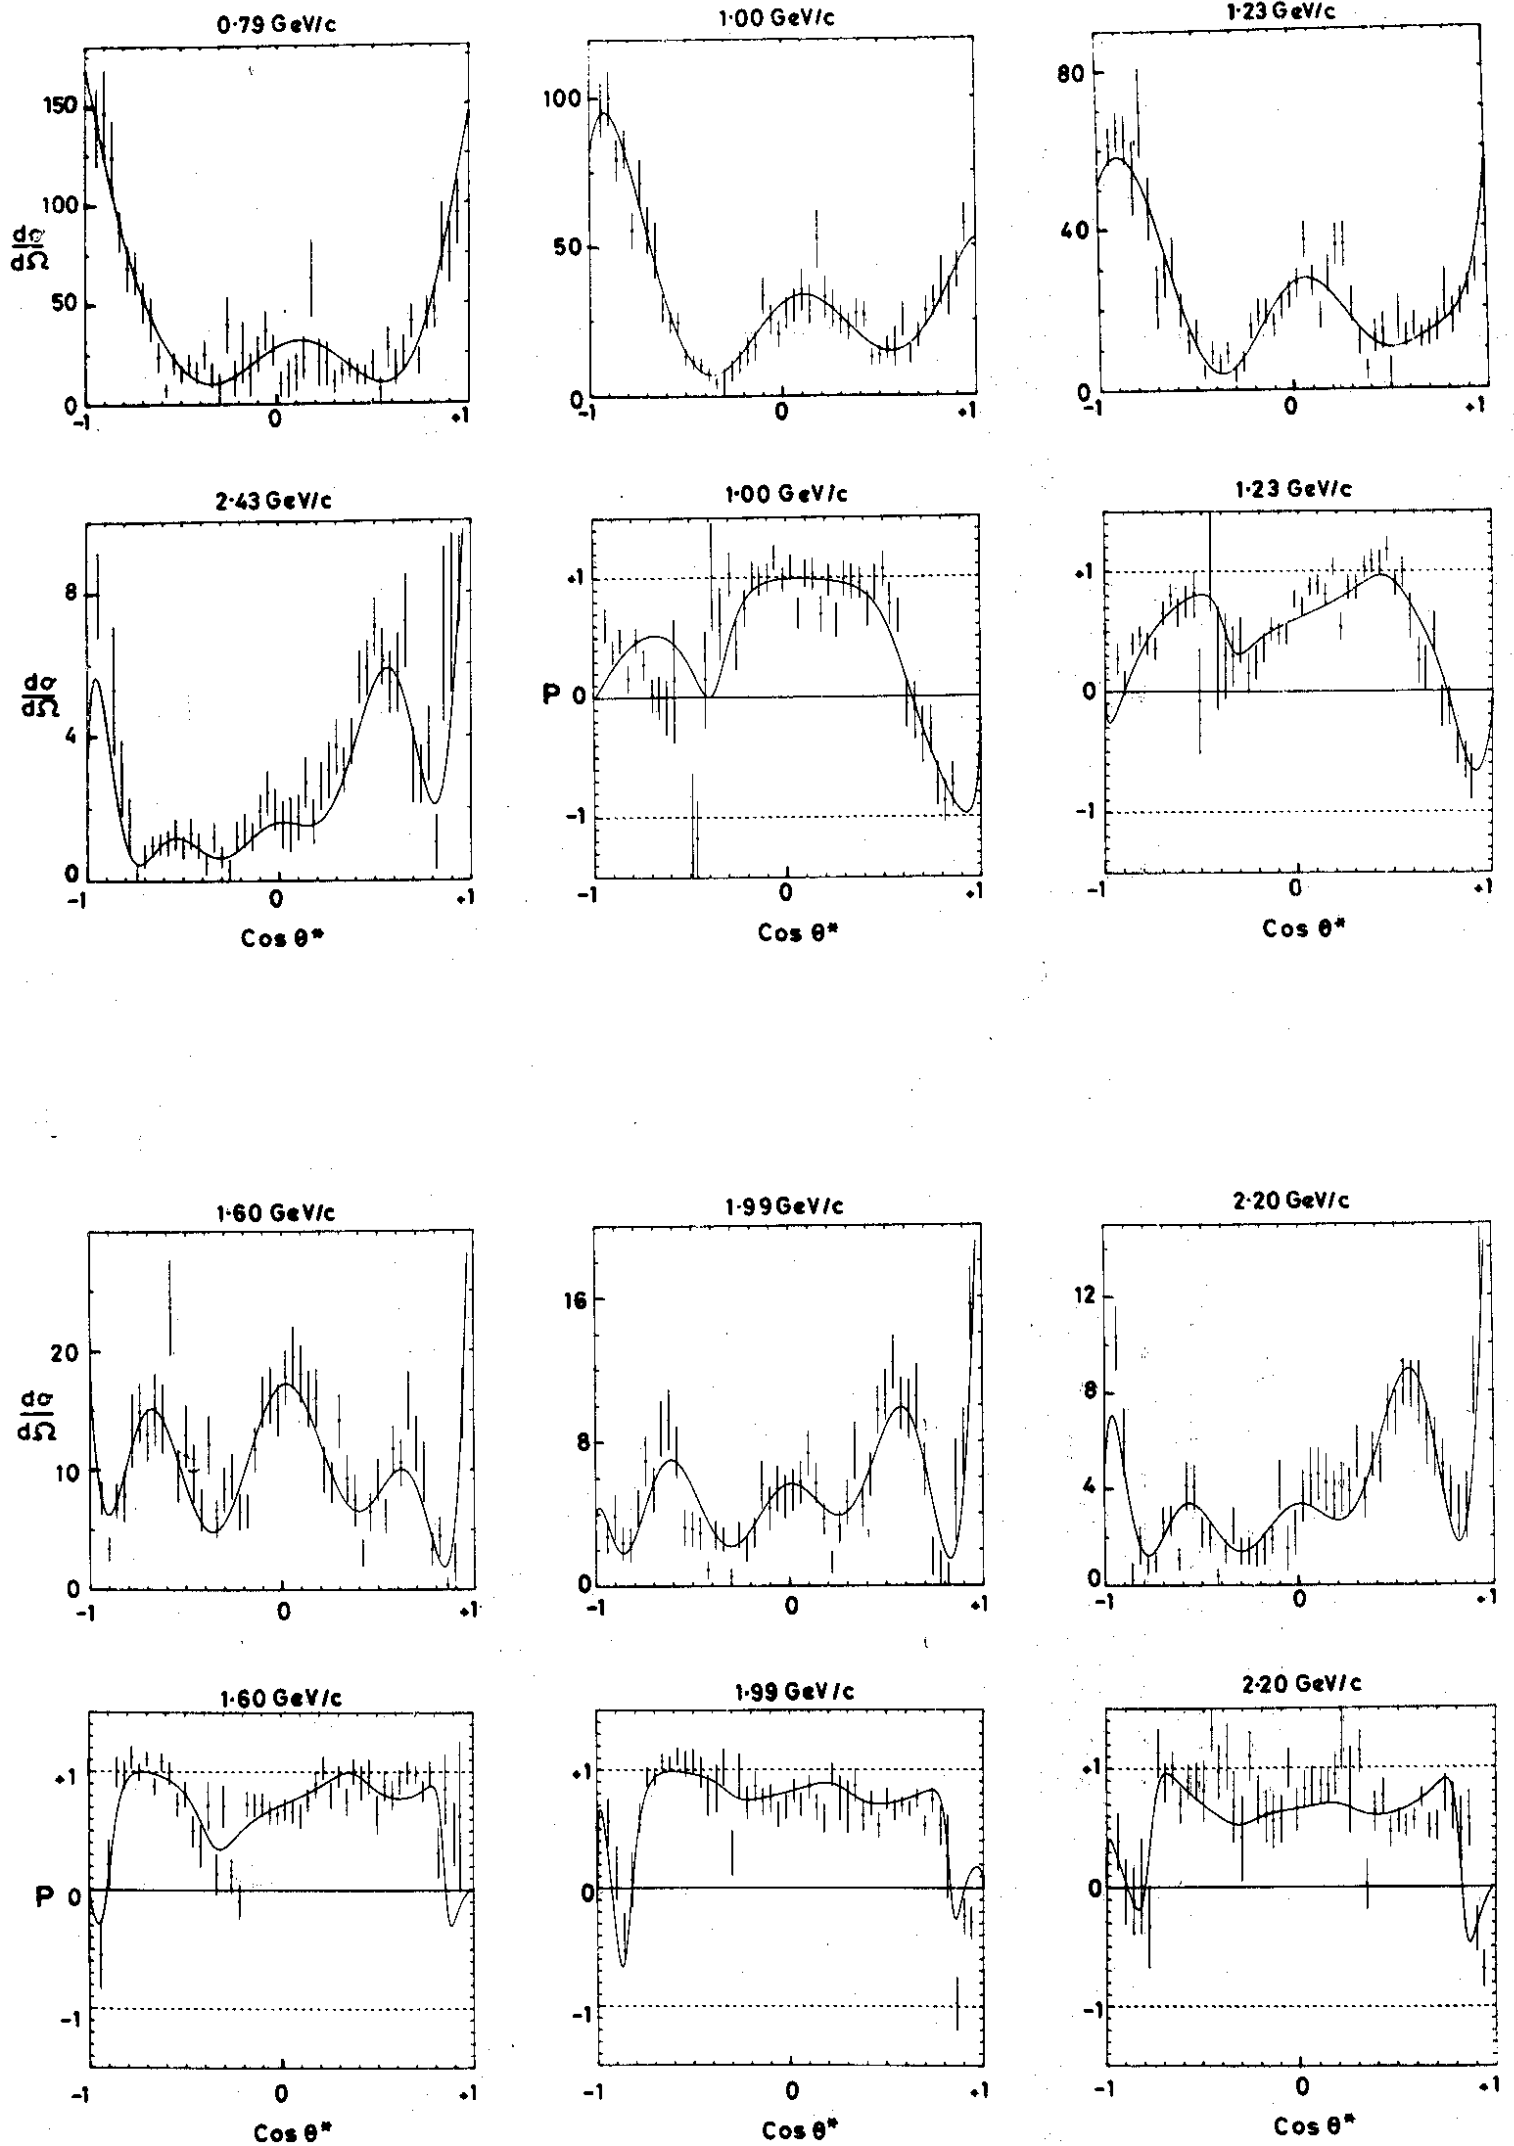 0·79 GeV/c
1·00 GeV/c
1·23 GeV/c
dσ/dΩ
150
100
50
0
-1 0 +1
100
50
0
-1 0 +1
80
40
0
-1 0 +1
2·43 GeV/c
1·00 GeV/c
1·23 GeV/c
dσ/dΩ
8
4
0
-1 0 +1
Cos θ*
P
+1
0
-1
-1 0 +1
Cos θ*
+1
0
-1
-1 0 +1
Cos θ*
1·60 GeV/c
1·99 GeV/c
2·20 GeV/c
dσ/dΩ
20
10
0
-1 0 +1
16
8
0
-1 0 +1
12
8
4
0
-1 0 +1
1·60 GeV/c
1·99 GeV/c
2·20 GeV/c
P
+1
0
-1
-1 0 +1
Cos θ*
+1
0
-1
-1 0 +1
Cos θ*
+1
0
-1
-1 0 +1
Cos θ*